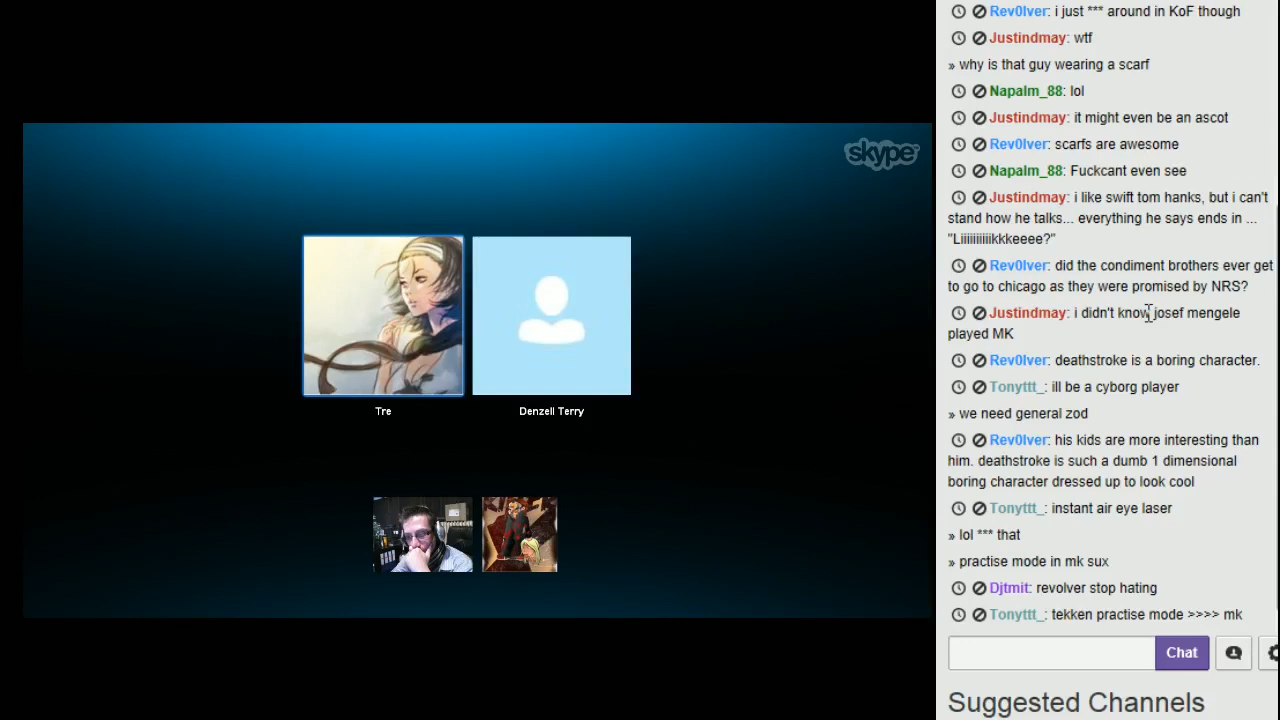 skype
Tre
Denzell Terry
Rev0lver: i just *** around in KoF though
Justindmay: wtf
» why is that guy wearing a scarf
Napalm_88: lol
Justindmay: it might even be an ascot
Rev0lver: scarfs are awesome
Napalm_88: Fuckcant even see
Justindmay: i like swift tom hanks, but i can't
stand how he talks... everything he says ends in ...
"Liiiiiiiiiikkkeeee?"
Rev0lver: did the condiment brothers ever get
to go to chicago as they were promised by NRS?
Justindmay: i didn't know josef mengele
played MK
Rev0lver: deathstroke is a boring character.
Tonyttt_: ill be a cyborg player
» we need general zod
Rev0lver: his kids are more interesting than
him. deathstroke is such a dumb 1 dimensional
boring character dressed up to look cool
Tonyttt_: instant air eye laser
» lol *** that
» practise mode in mk sux
Djtmit: revolver stop hating
Tonyttt_: tekken practise mode >>>> mk
Chat
Suggested Channels